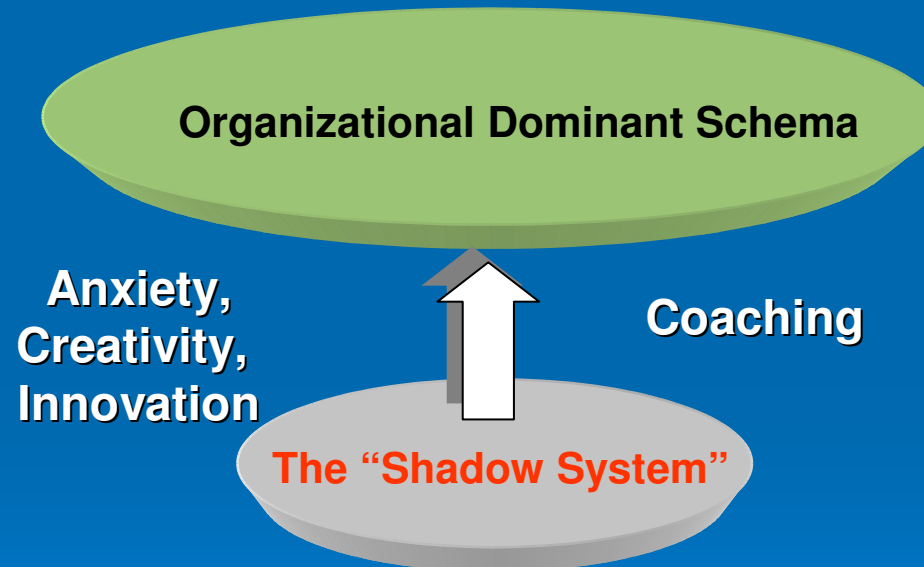 Organizational Dominant Schema
Anxiety,
Creativity,
Innovation
Coaching
The “Shadow System”